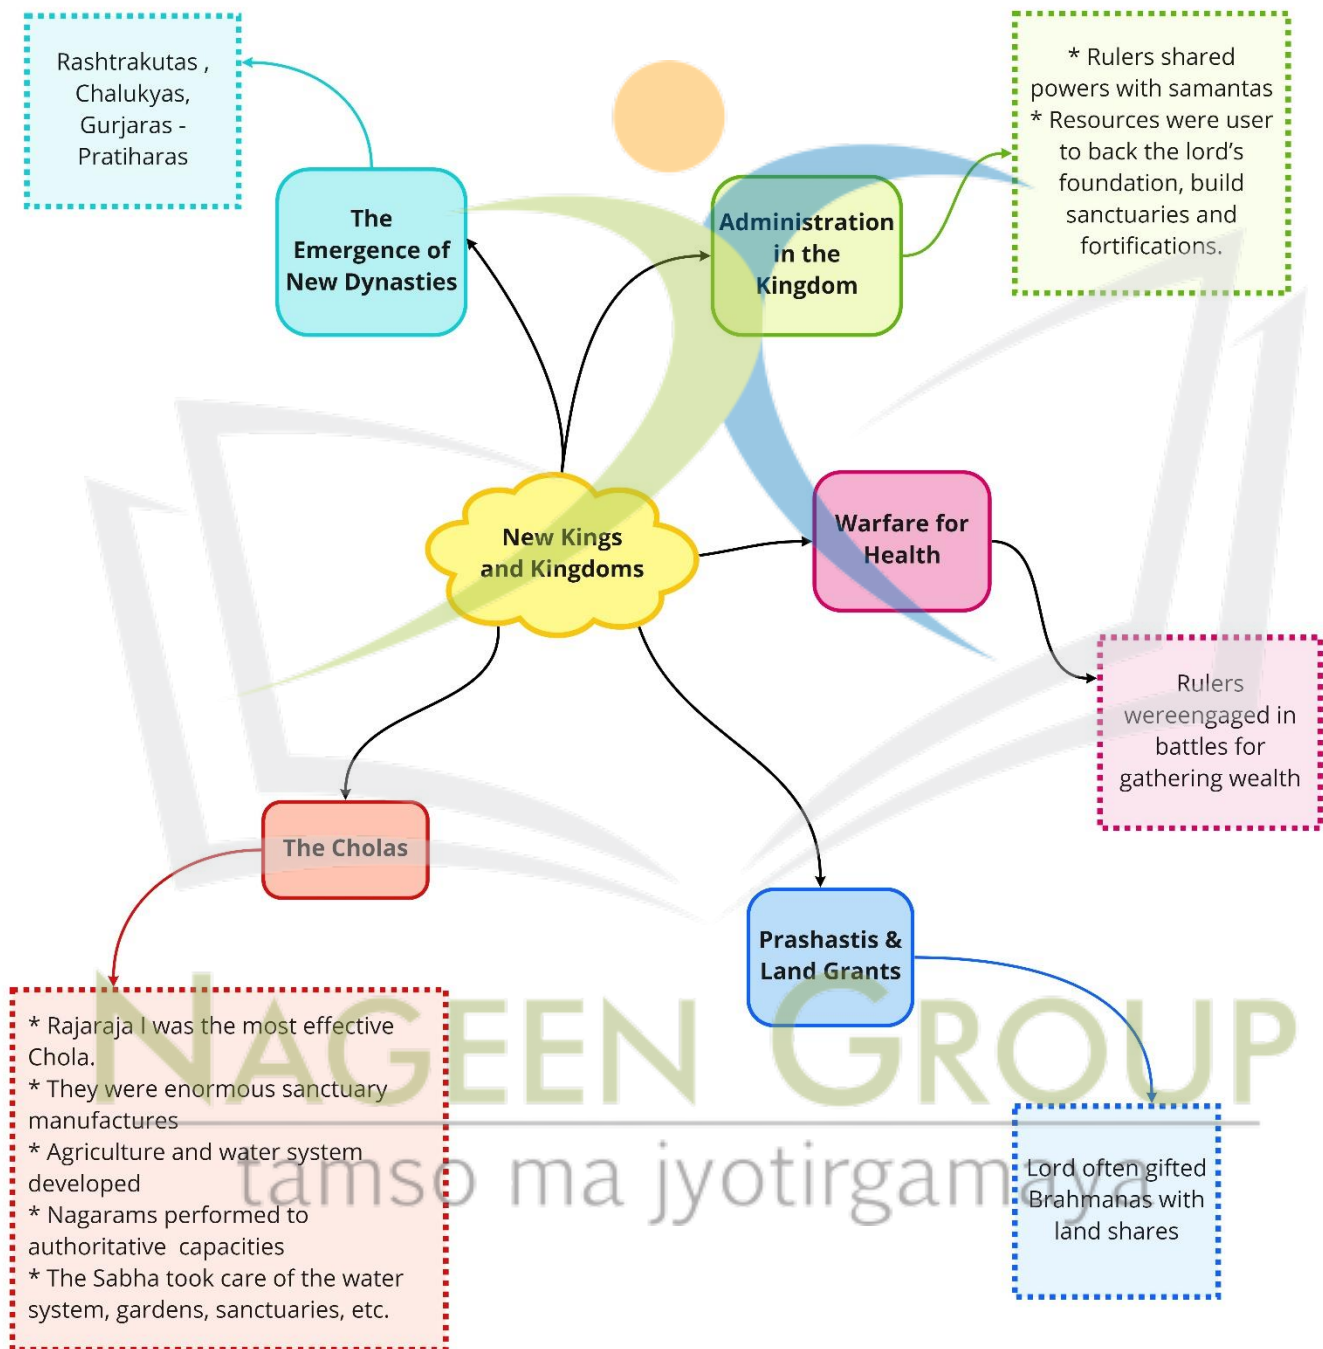 Rashtrakutas ,
Chalukyas,
Gurjaras -
Pratiharas
The
Emergence of
New Dynasties
Administration
in the
Kingdom
* Rulers shared
powers with samantas
* Resources were user
to back the lord’s
foundation, build
sanctuaries and
fortifications.
New Kings
and Kingdoms
Warfare for
Health
Rulers
wereengaged in
battles for
gathering wealth
The Cholas
Prashastis &
Land Grants
* Rajaraja I was the most effective
Chola.
* They were enormous sanctuary
manufactures
* Agriculture and water system
developed
* Nagarams performed to
authoritative capacities
* The Sabha took care of the water
system, gardens, sanctuaries, etc.
Lord often gifted
Brahmanas with
land shares
NAGEEN GROUP
tamso ma jyotirgamaya